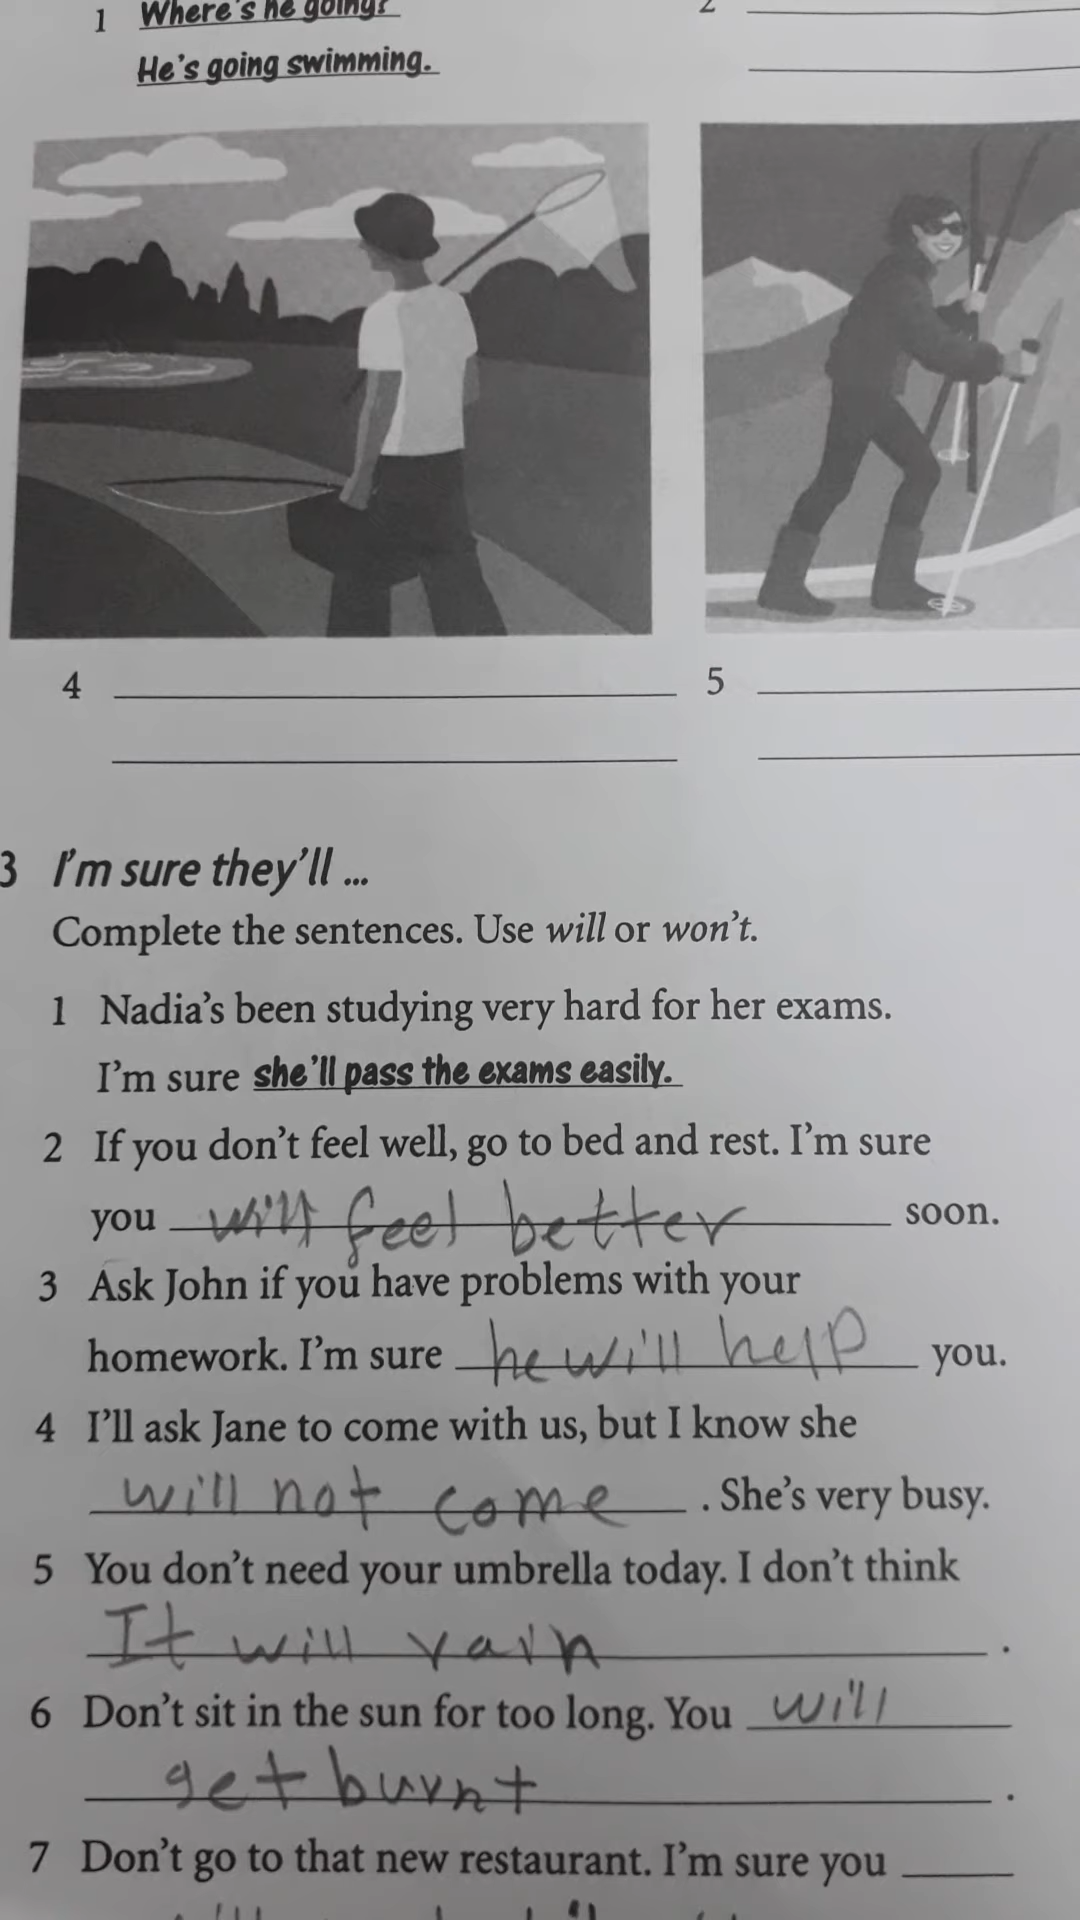 1 Where's he going?
2
He's going swimming.
4
5
3 I'm sure they'll ...
Complete the sentences. Use will or won't.
1 Nadia's been studying very hard for her exams.
I'm sure she'll pass the exams easily.
2 If you don't feel well, go to bed and rest. I'm sure
you will feel better soon.
3 Ask John if you have problems with your
homework. I'm sure he will help you.
4 I'll ask Jane to come with us, but I know she
will not come . She's very busy.
5 You don't need your umbrella today. I don't think
It will rain .
6 Don't sit in the sun for too long. You will
get burnt .
7 Don't go to that new restaurant. I'm sure you